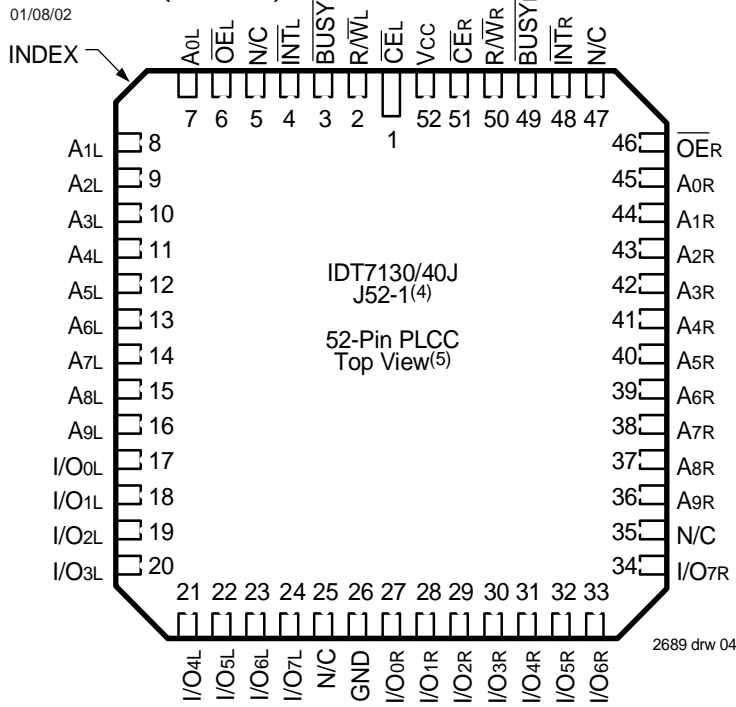 01/08/02
INDEX
A0L
OEL
N/C
INTL
BUSY
R/WL
CEL
VCC
CER
R/WR
BUSY
INTR
N/C
7 6 5 4 3 2 1 52 51 50 49 48 47
A1L 8
A2L 9
A3L 10
A4L 11
A5L 12
A6L 13
A7L 14
A8L 15
A9L 16
I/O0L 17
I/O1L 18
I/O2L 19
I/O3L 20
IDT7130/40J
J52-1(4)
52-Pin PLCC
Top View(5)
46 OER
45 A0R
44 A1R
43 A2R
42 A3R
41 A4R
40 A5R
39 A6R
38 A7R
37 A8R
36 A9R
35 N/C
34 I/O7R
21 22 23 24 25 26 27 28 29 30 31 32 33
I/O4L
I/O5L
I/O6L
I/O7L
N/C
GND
I/O0R
I/O1R
I/O2R
I/O3R
I/O4R
I/O5R
I/O6R
2689 drw 04